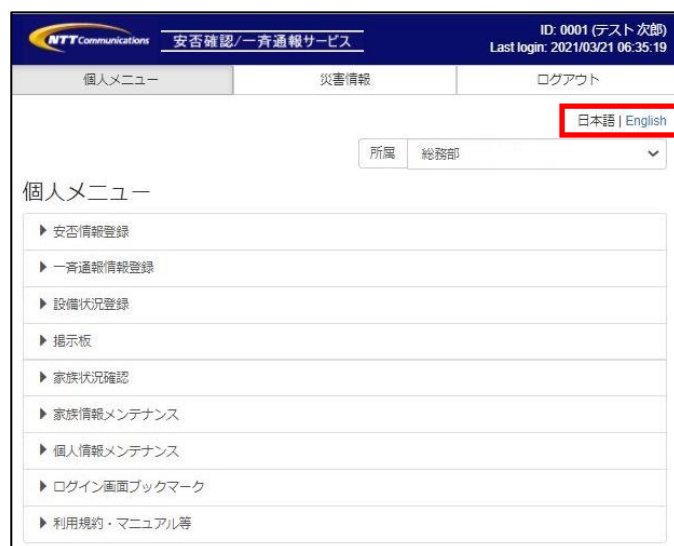 NTT Communications 安否確認/一斉通報サービス
ID: 0001 (テスト 次郎)
Last login: 2021/03/21 06:35:19
個人メニュー 災害情報 ログアウト
日本語 | English
所属 総務部
個人メニュー
安否情報登録
一斉通報情報登録
設備状況登録
掲示板
家族状況確認
家族情報メンテナンス
個人情報メンテナンス
ログイン画面ブックマーク
利用規約・マニュアル等